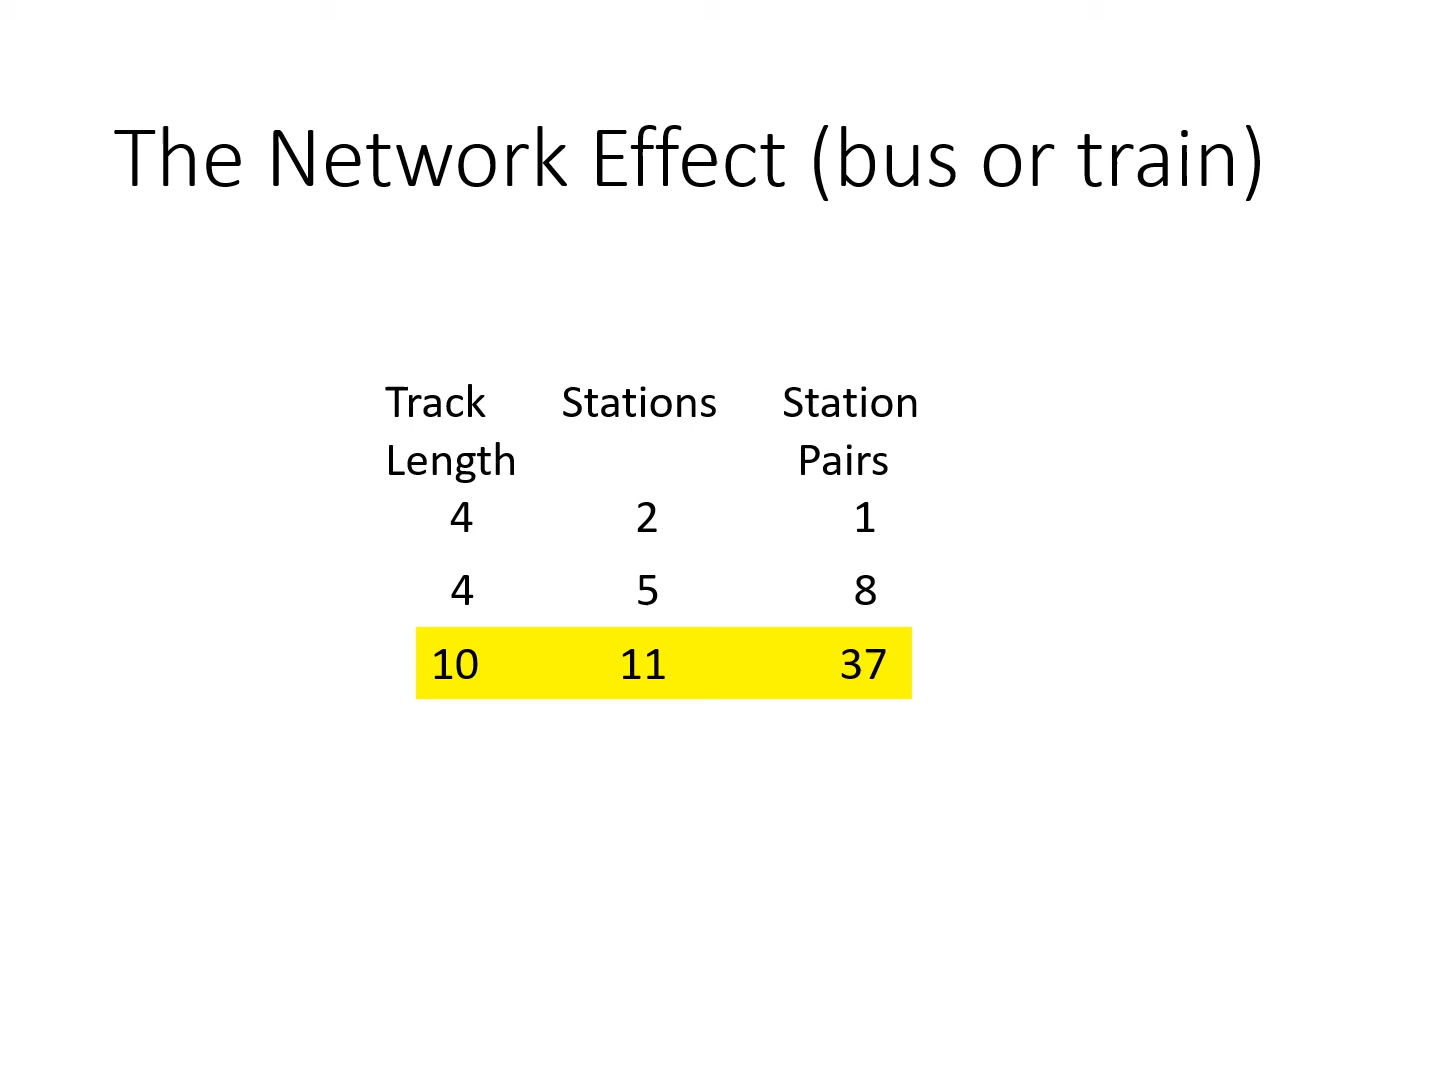 The Network Effect (bus or train)
Track Stations Station
Length Pairs
4 2 1
4 5 8
10 11 37